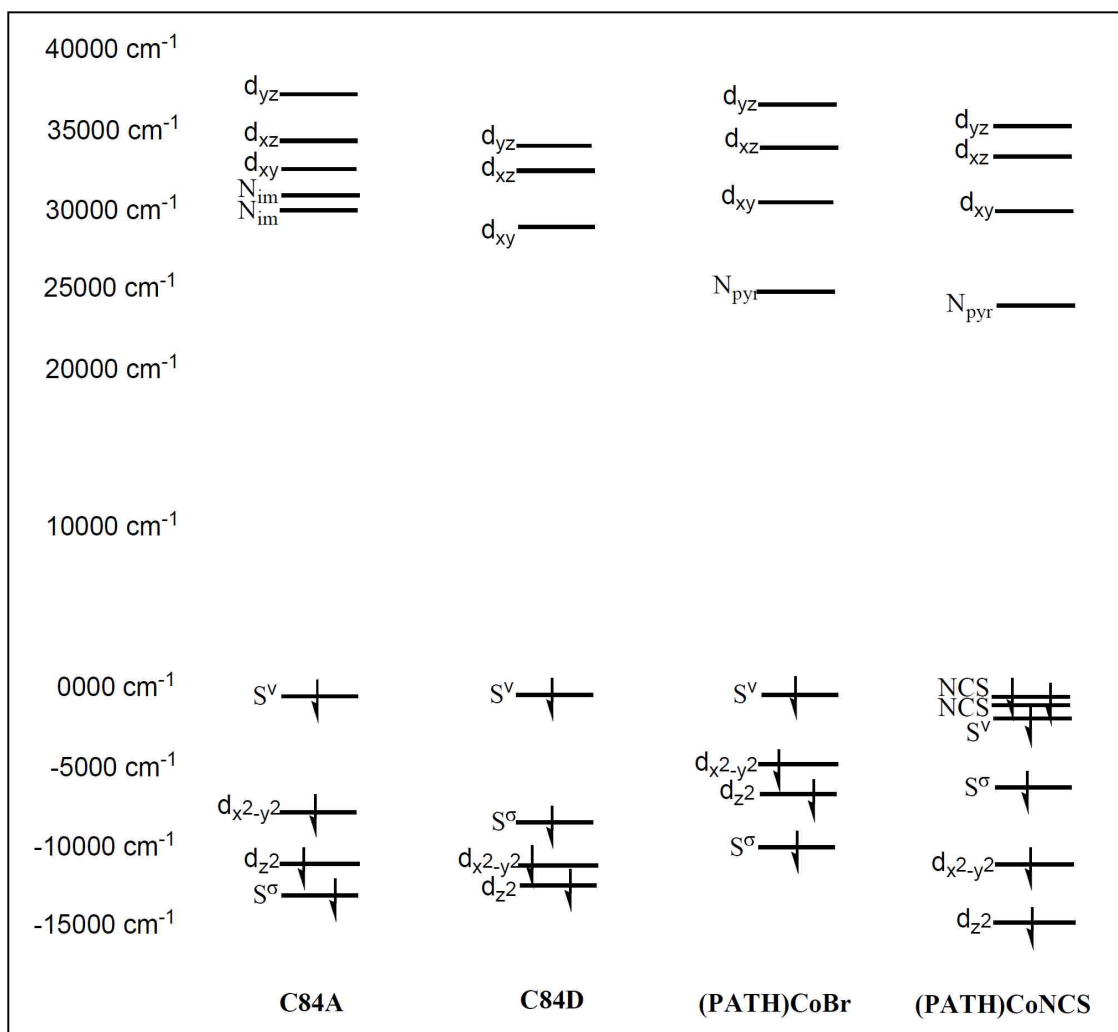 40000 cm⁻¹
35000 cm⁻¹
30000 cm⁻¹
25000 cm⁻¹
20000 cm⁻¹
10000 cm⁻¹
0000 cm⁻¹
-5000 cm⁻¹
-10000 cm⁻¹
-15000 cm⁻¹
dyz
dxz
dxy
Nim
Nim
Sᵛ
dx²-y²
dz²
Sσ
C84A
dyz
dxz
dxy
Sᵛ
Sσ
dx²-y²
dz²
C84D
dyz
dxz
dxy
Npyr
Sᵛ
dx²-y²
dz²
Sσ
(PATH)CoBr
dyz
dxz
dxy
Npyr
NCS
NCS
Sᵛ
Sσ
dx²-y²
dz²
(PATH)CoNCS